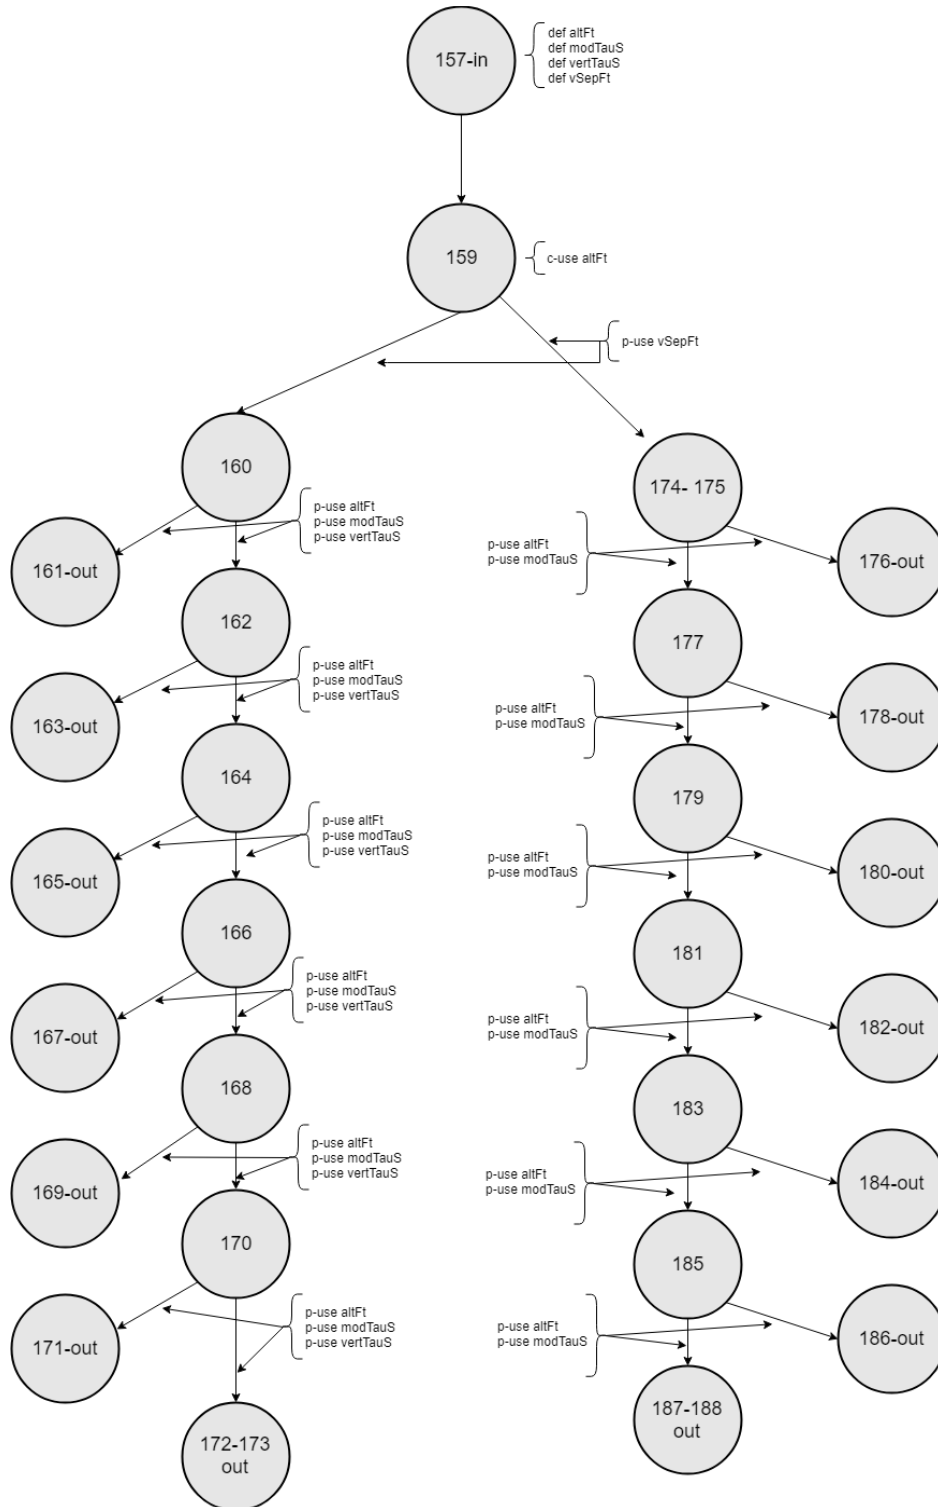 157-in
def altFt
def modTauS
def vertTauS
def vSepFt
159
c-use altFt
p-use vSepFt
160
174- 175
p-use altFt
p-use modTauS
p-use vertTauS
p-use altFt
p-use modTauS
161-out
176-out
162
177
p-use altFt
p-use modTauS
p-use vertTauS
p-use altFt
p-use modTauS
163-out
178-out
164
179
p-use altFt
p-use modTauS
p-use vertTauS
p-use altFt
p-use modTauS
165-out
180-out
166
181
p-use altFt
p-use modTauS
p-use vertTauS
p-use altFt
p-use modTauS
167-out
182-out
168
183
p-use altFt
p-use modTauS
p-use vertTauS
p-use altFt
p-use modTauS
169-out
184-out
170
185
p-use altFt
p-use modTauS
p-use vertTauS
p-use altFt
p-use modTauS
171-out
186-out
187-188
out
172-173
out